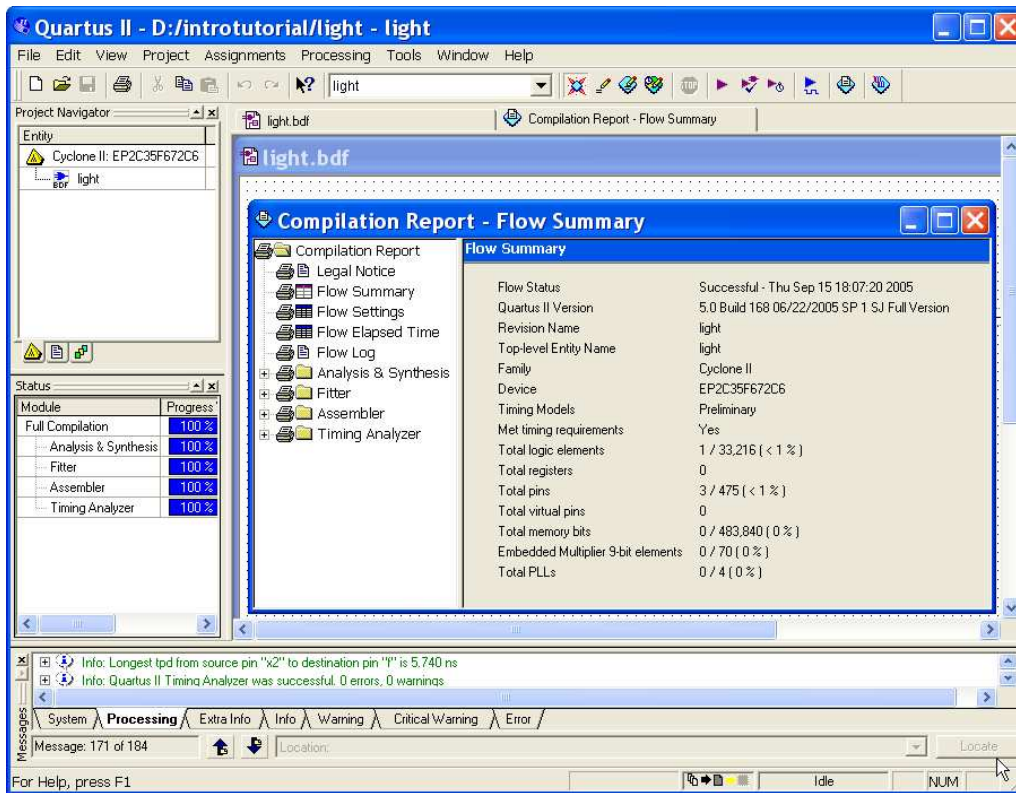 Quartus II - D:/introtutorial/light - light
File Edit View Project Assignments Processing Tools Window Help
light
Project Navigator
Entity
Cyclone II: EP2C35F672C6
BDF light
light.bdf
Compilation Report - Flow Summary
light.bdf
Compilation Report - Flow Summary
Compilation Report
Legal Notice
Flow Summary
Flow Settings
Flow Elapsed Time
Flow Log
Analysis & Synthesis
Fitter
Assembler
Timing Analyzer
Flow Summary
Flow Status Successful - Thu Sep 15 18:07:20 2005
Quartus II Version 5.0 Build 168 06/22/2005 SP 1 SJ Full Version
Revision Name light
Top-level Entity Name light
Family Cyclone II
Device EP2C35F672C6
Timing Models Preliminary
Met timing requirements Yes
Total logic elements 1 / 33,216 ( < 1 % )
Total registers 0
Total pins 3 / 475 ( < 1 % )
Total virtual pins 0
Total memory bits 0 / 483,840 ( 0 % )
Embedded Multiplier 9-bit elements 0 / 70 ( 0 % )
Total PLLs 0 / 4 ( 0 % )
Status
Module Progress
Full Compilation 100 %
Analysis & Synthesis 100 %
Fitter 100 %
Assembler 100 %
Timing Analyzer 100 %
Info: Longest tpd from source pin "x2" to destination pin "f" is 5.740 ns
Info: Quartus II Timing Analyzer was successful. 0 errors, 0 warnings
Messages
System Processing Extra Info Info Warning Critical Warning Error
Message: 171 of 184 Location: Locate
For Help, press F1 Idle NUM